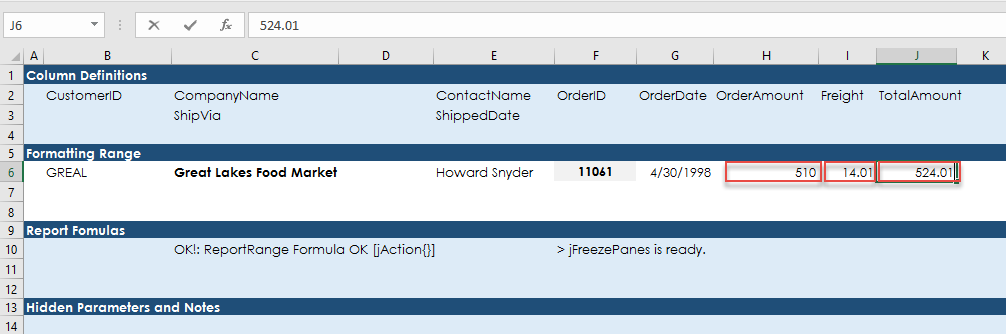 J6 fx 524.01
A B C D E F G H I J K
1 Column Definitions
2 CustomerID CompanyName ContactName OrderID OrderDate OrderAmount Freight TotalAmount
3 ShipVia ShippedDate
4
5 Formatting Range
6 GREAL Great Lakes Food Market Howard Snyder 11061 4/30/1998 510 14.01 524.01
7
8
9 Report Fomulas
10 OK!: ReportRange Formula OK [jAction{}] > jFreezePanes is ready.
11
12
13 Hidden Parameters and Notes
14